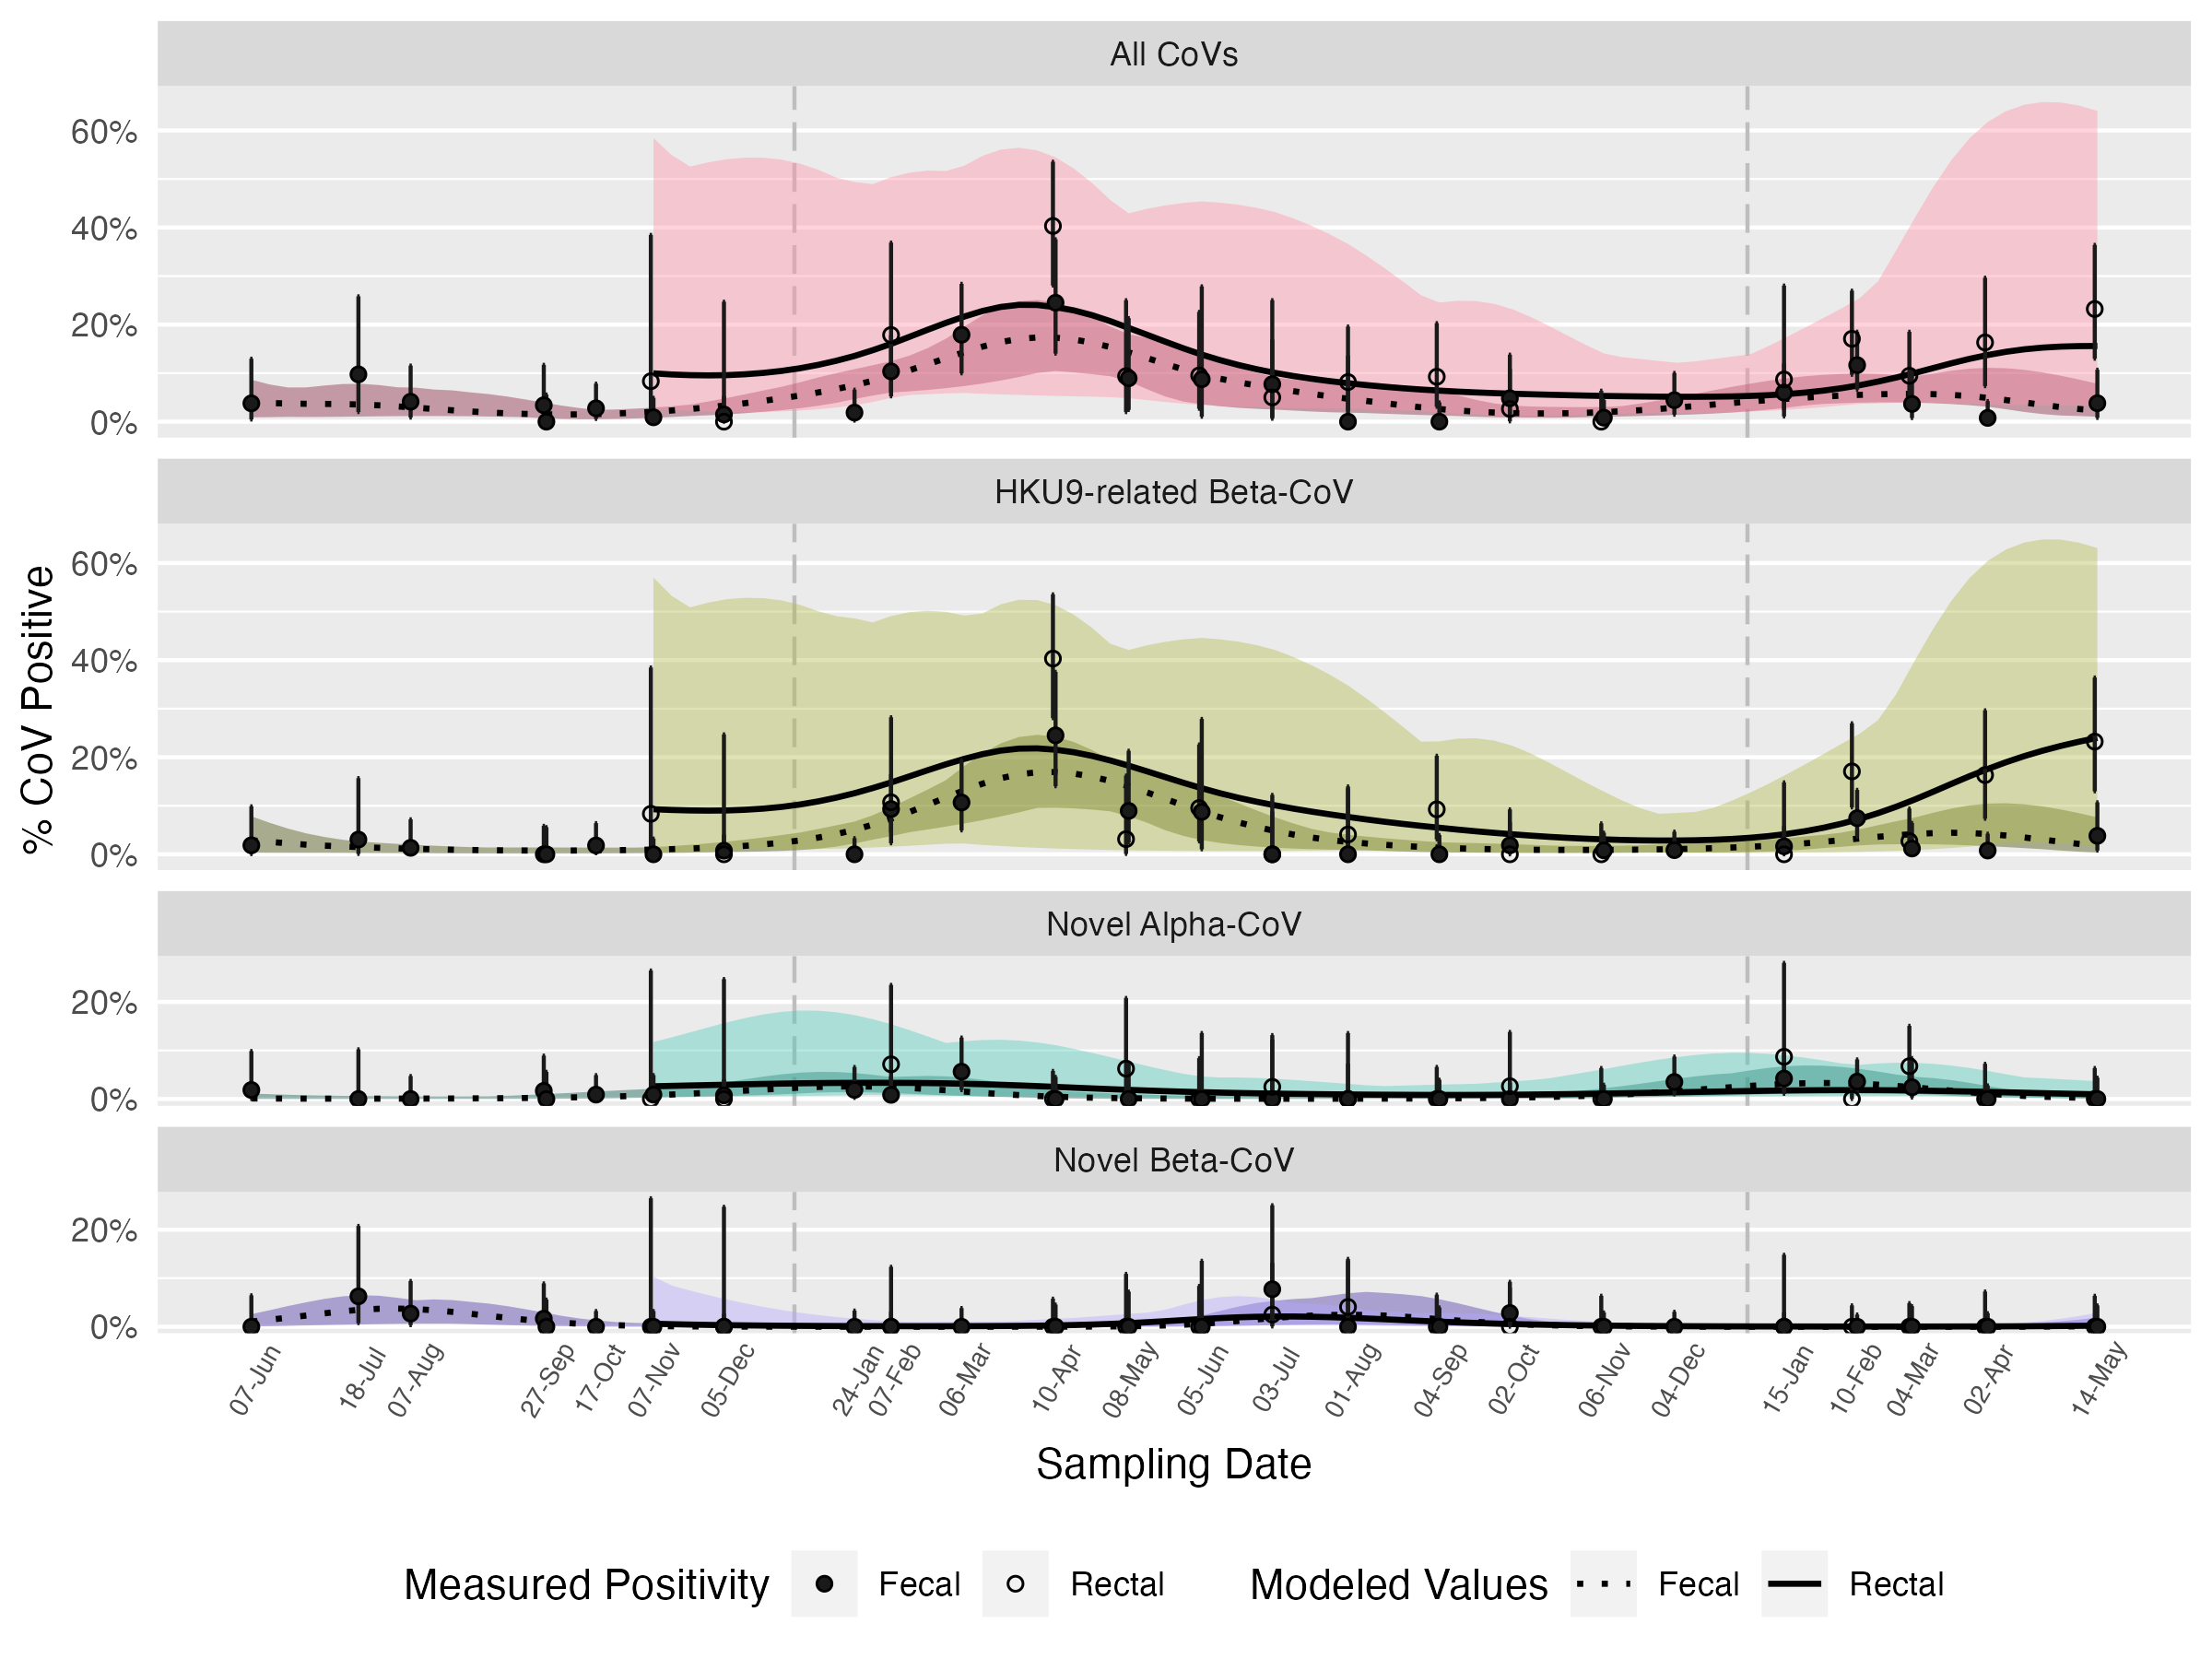 All CoVs
60%
40%
20%
0%
HKU9-related Beta-CoV
60%
40%
20%
0%
% CoV Positive
Novel Alpha-CoV
20%
0%
Novel Beta-CoV
20%
0%
07-Jun 18-Jul 07-Aug 27-Sep 17-Oct 07-Nov 05-Dec 24-Jan 07-Feb 06-Mar 10-Apr 08-May 05-Jun 03-Jul 01-Aug 04-Sep 02-Oct 06-Nov 04-Dec 15-Jan 10-Feb 04-Mar 02-Apr 14-May
Sampling Date
Measured Positivity Fecal Rectal Modeled Values Fecal Rectal